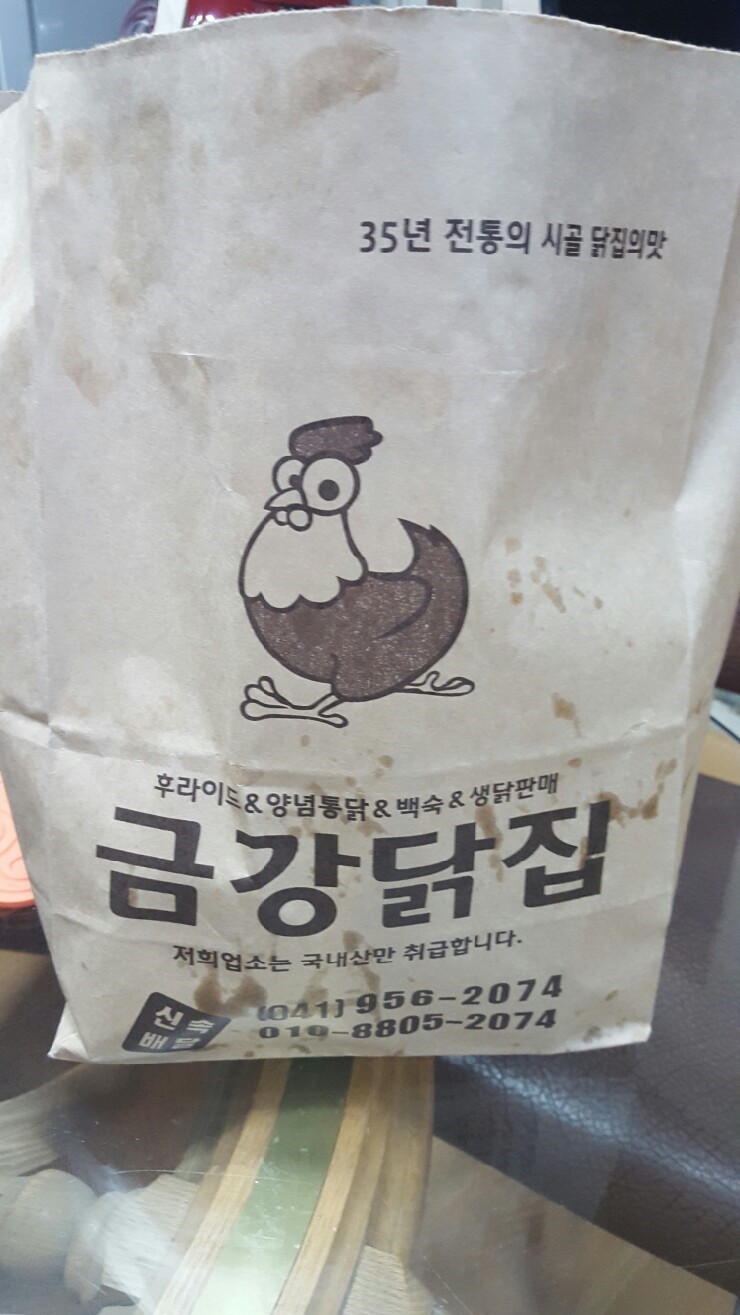 35년 전통의 시골 닭집의맛
후라이드&양념통닭&백숙&생닭판매
금강닭집
저희업소는 국내산만 취급합니다.
신속
배달
(041) 956-2074
010-8805-2074